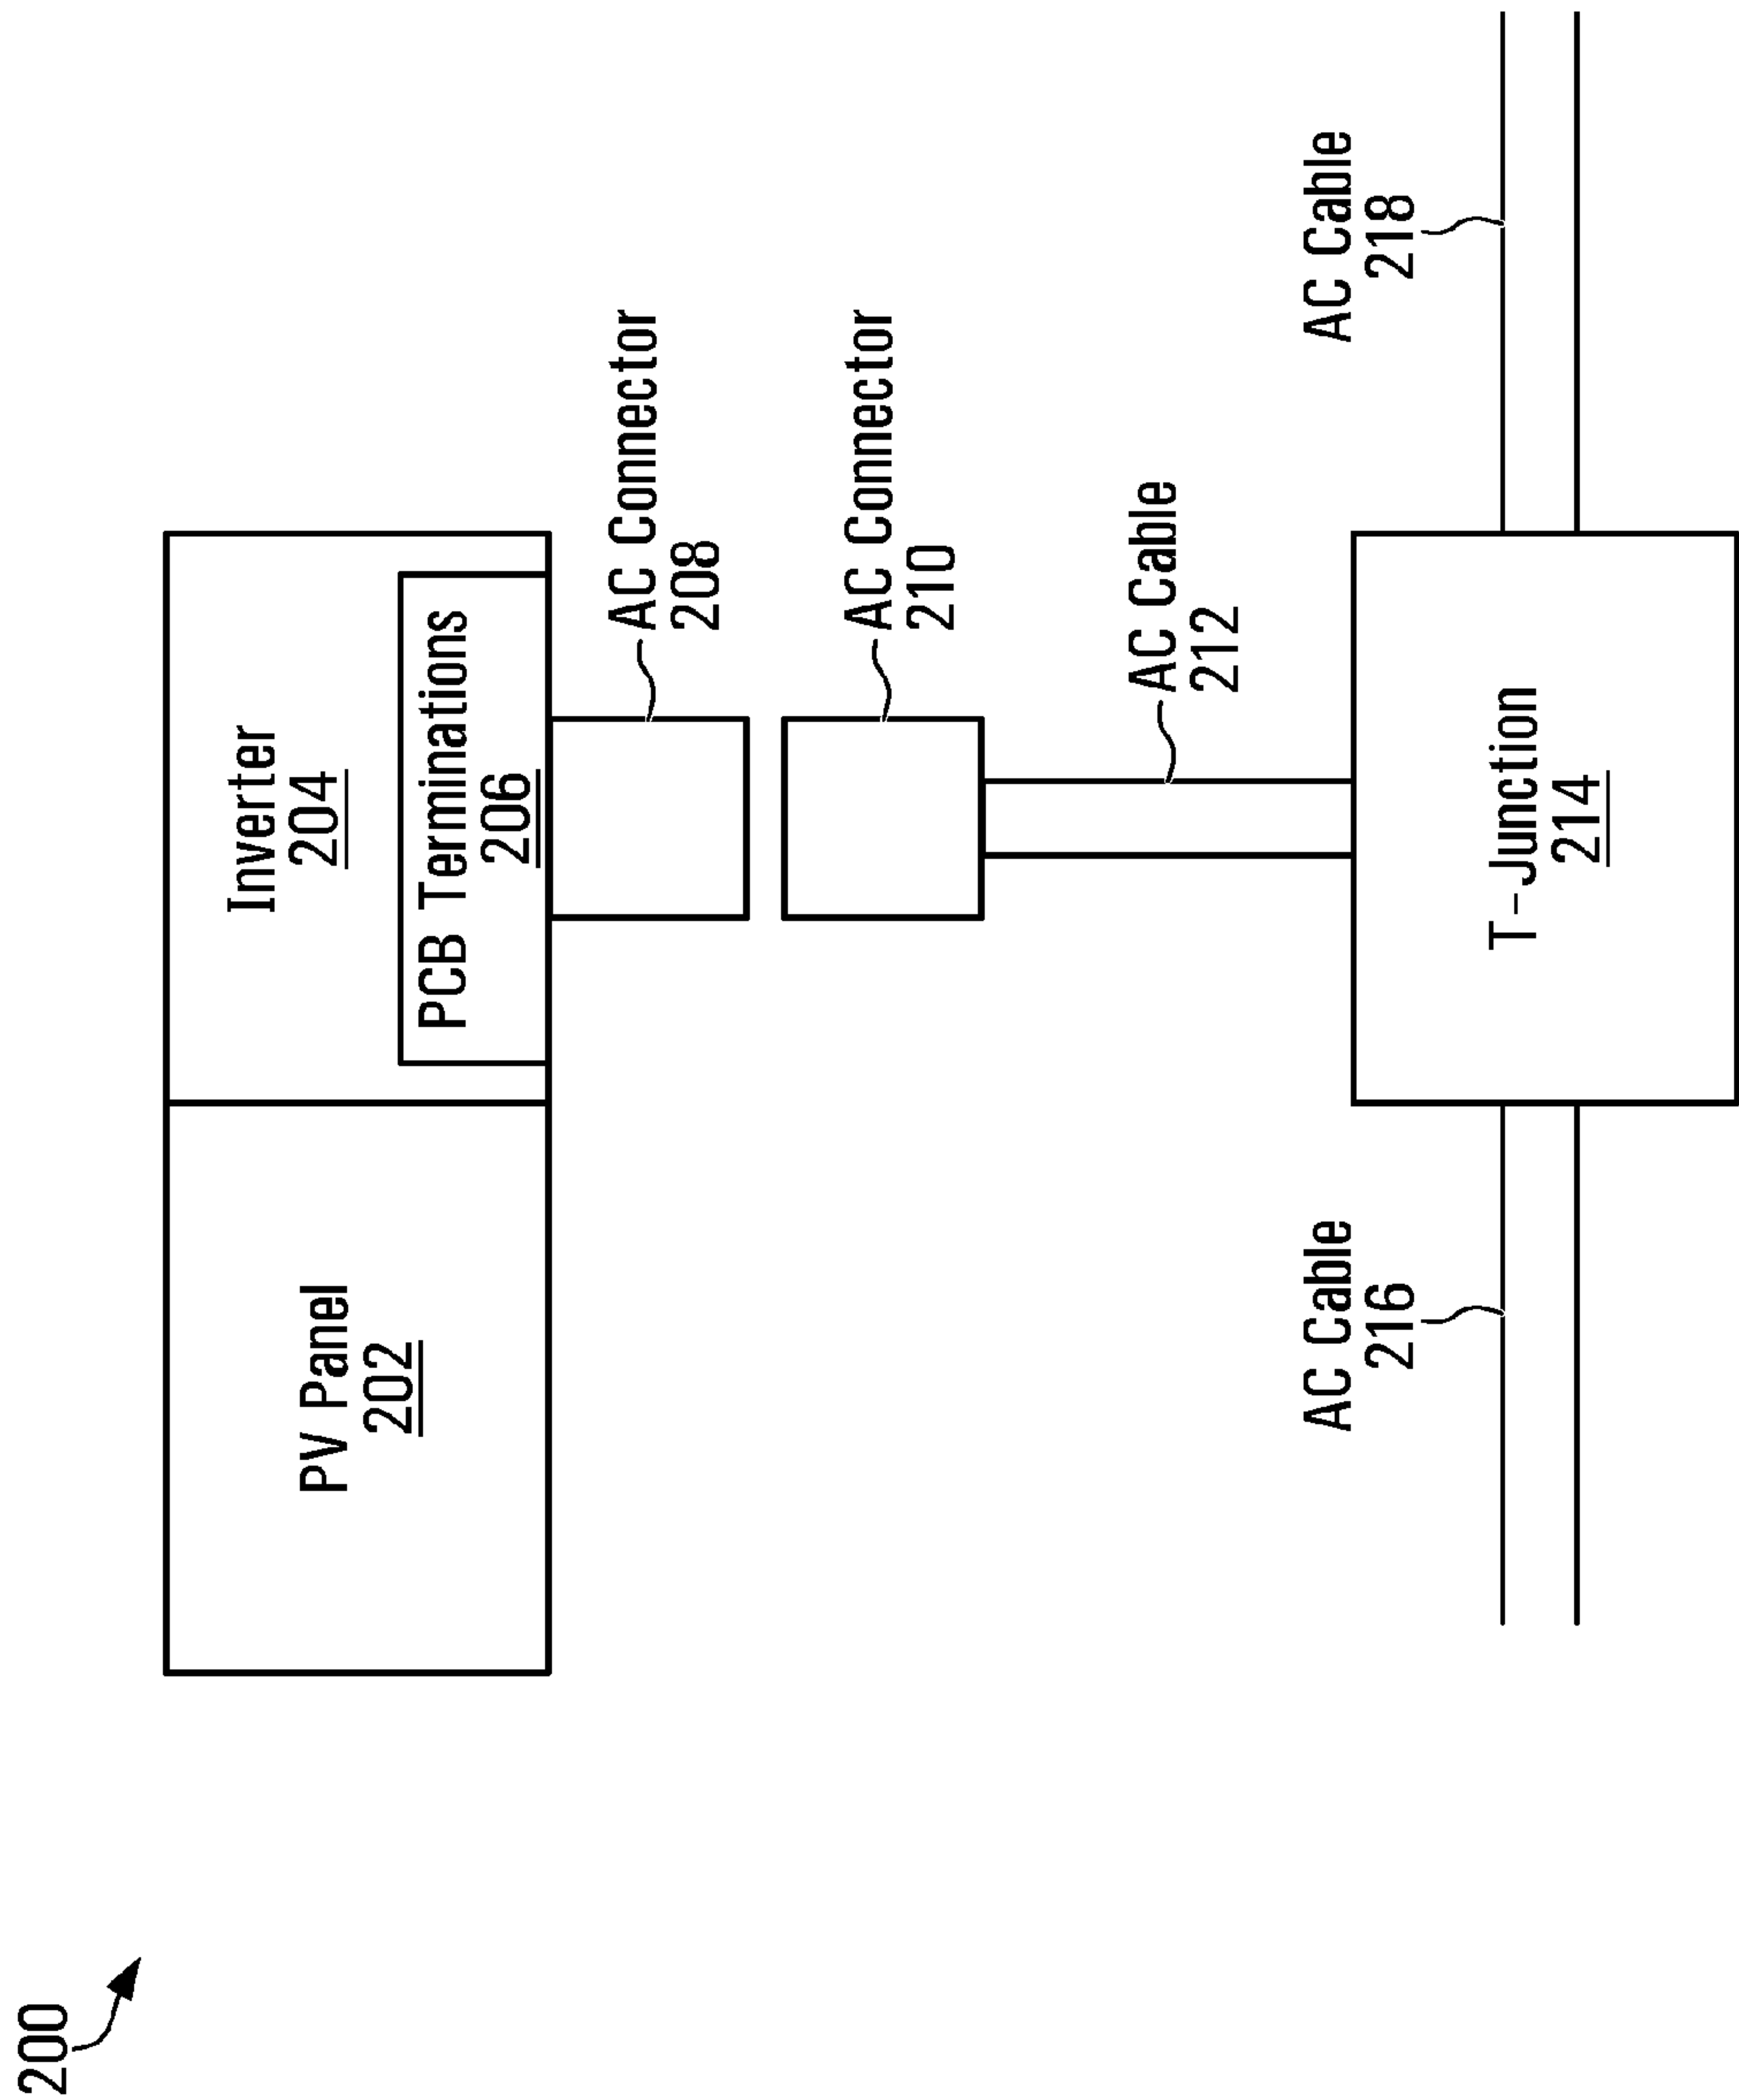 200
PV Panel
202
Inverter
204
PCB Terminations
206
AC Connector
208
AC Connector
210
AC Cable
212
AC Cable
216
AC Cable
218
T-Junction
214